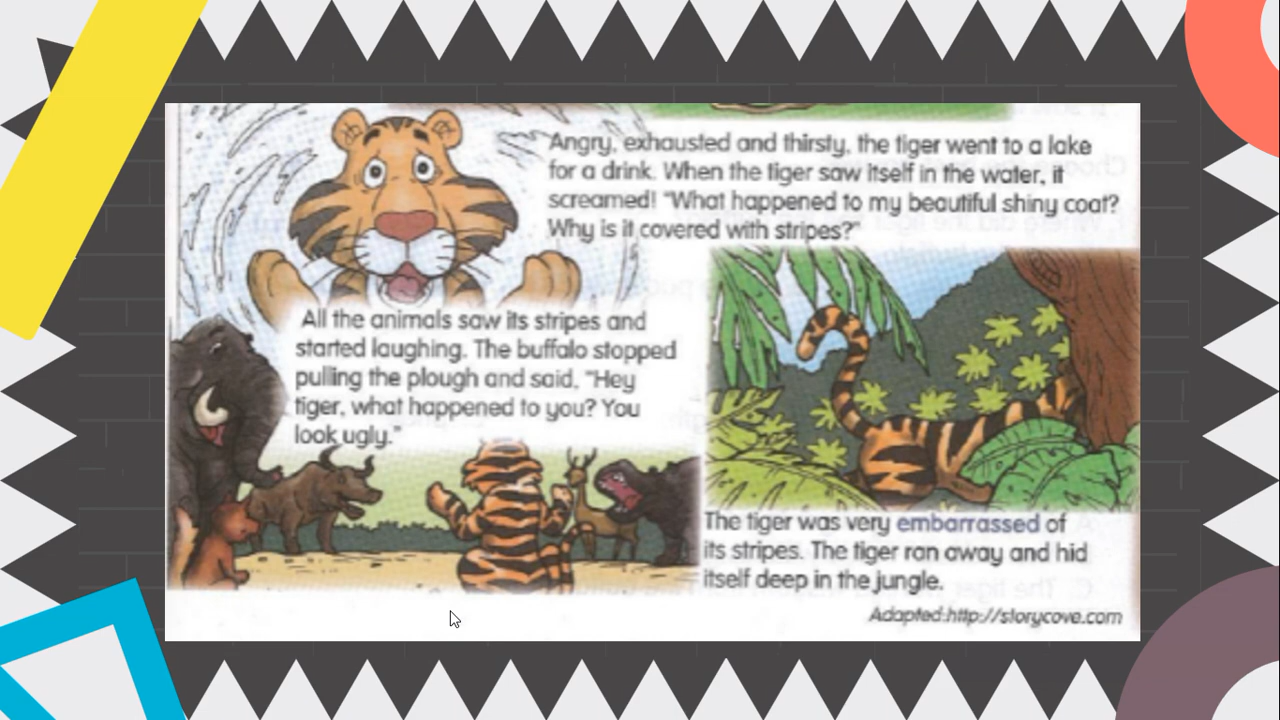 Angry, exhausted and thirsty, the tiger went to a lake
for a drink. When the tiger saw itself in the water, it
screamed! "What happened to my beautiful shiny coat?
Why is it covered with stripes?"
All the animals saw its stripes and
started laughing. The buffalo stopped
pulling the plough and said, "Hey
tiger, what happened to you? You
look ugly."
The tiger was very embarrassed of
its stripes. The tiger ran away and hid
itself deep in the jungle.
Adapted:http://storycove.com